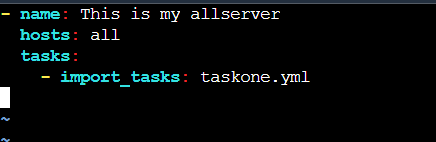 - name: This is my allserver
  hosts: all
  tasks:
    - import_tasks: taskone.yml
~
~